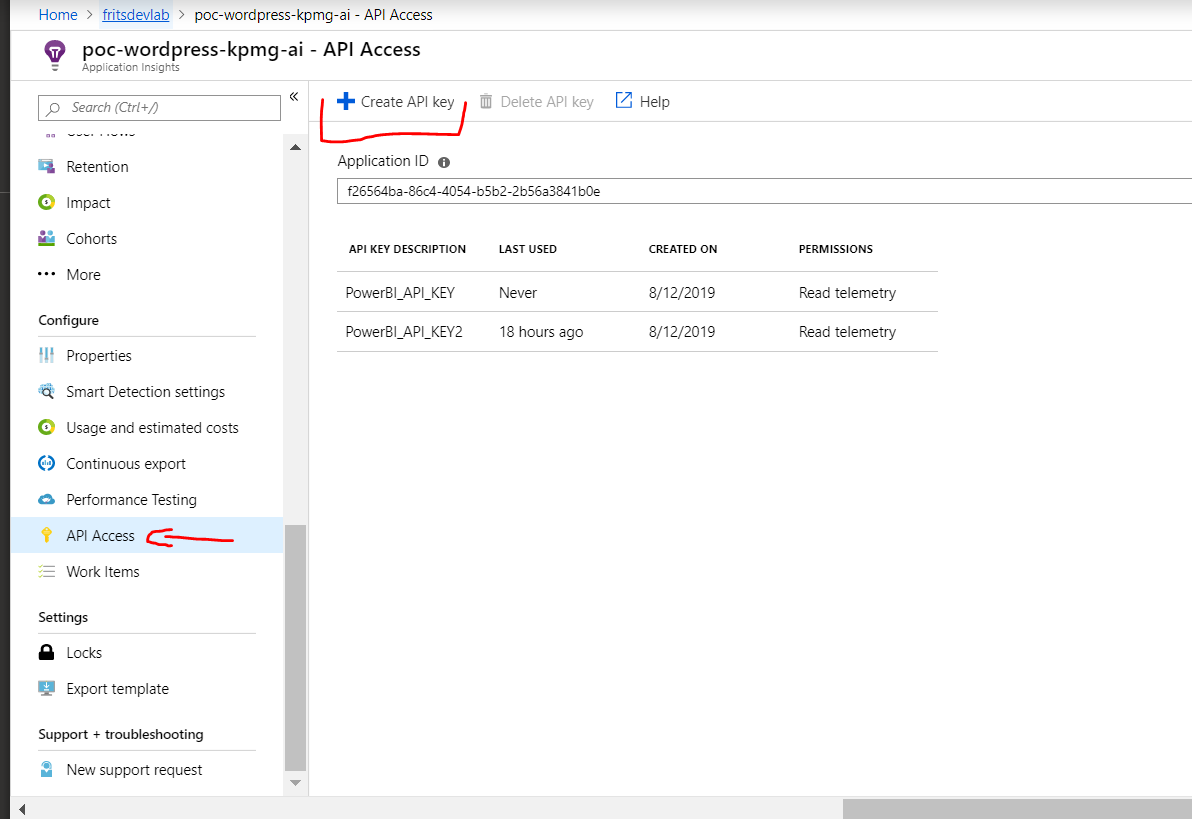 Home > fritsdevlab > poc-wordpress-kpmg-ai - API Access
poc-wordpress-kpmg-ai - API Access
Application Insights
Search (Ctrl+/)
«
User Flows
Retention
Impact
Cohorts
More
Configure
Properties
Smart Detection settings
Usage and estimated costs
Continuous export
Performance Testing
API Access
Work Items
Settings
Locks
Export template
Support + troubleshooting
New support request
Create API key Delete API key Help
Application ID
f26564ba-86c4-4054-b5b2-2b56a3841b0e
API KEY DESCRIPTION LAST USED CREATED ON PERMISSIONS
PowerBI_API_KEY Never 8/12/2019 Read telemetry
PowerBI_API_KEY2 18 hours ago 8/12/2019 Read telemetry